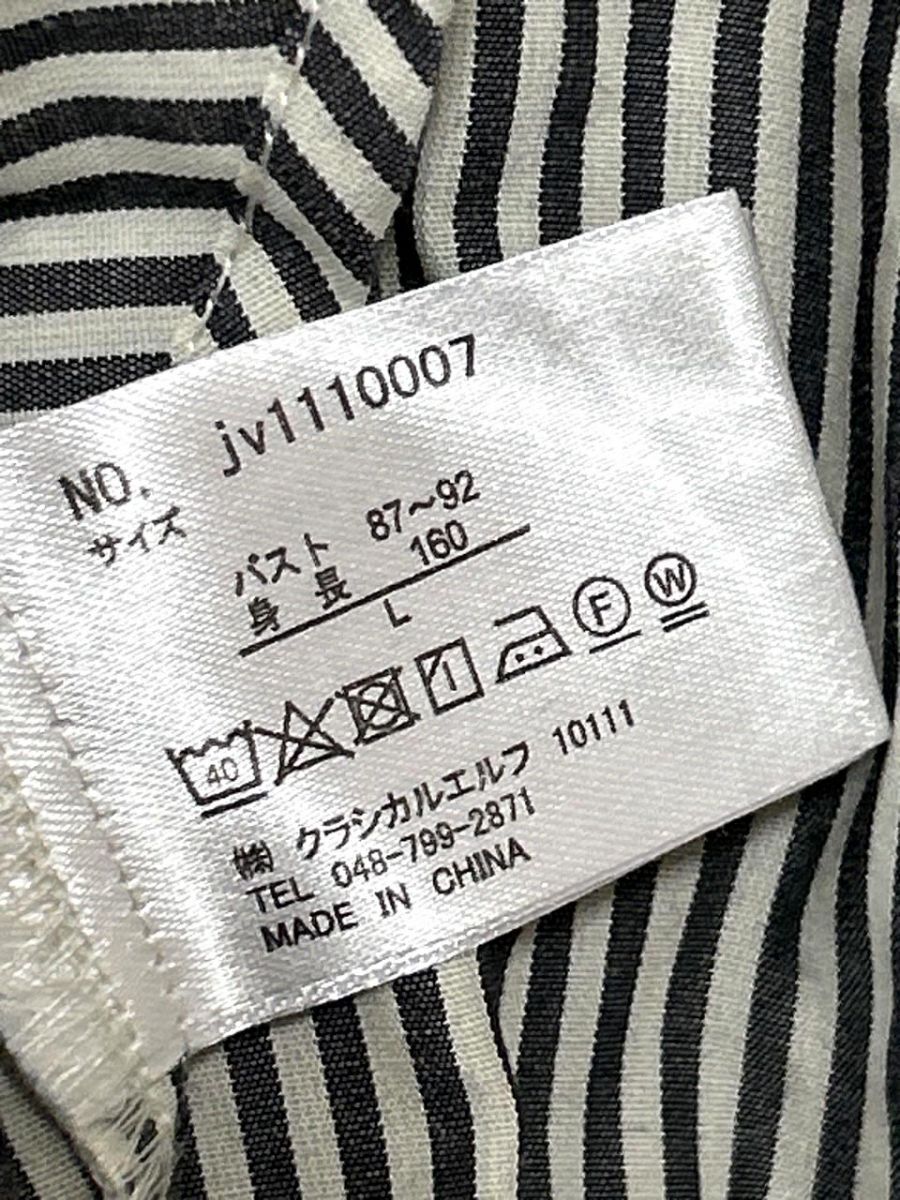 NO. jv1110007
サイズ
バスト 87～92
身長 160
L
40 1 F W
㈱ クラシカルエルフ 10111
TEL 048-799-2871
MADE IN CHINA